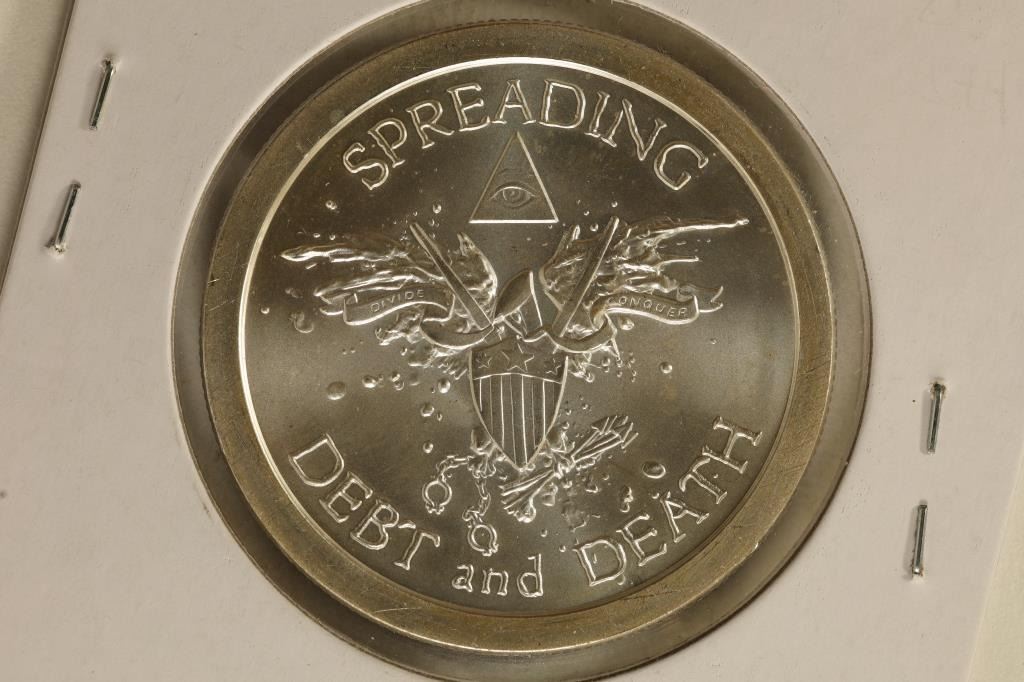 SPREADING
DIVIDE
CONQUER
DEBT and DEATH